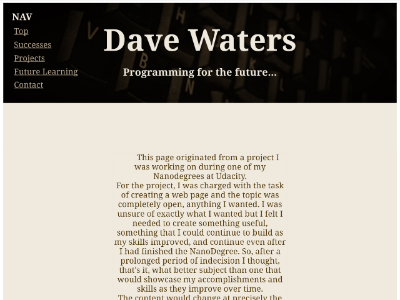 NAV
Top
Successes
Projects
Future Learning
Contact
Dave Waters
Programming for the future...
This page originated from a project I
was working on during one of my
Nanodegrees at Udacity.
For the project, I was charged with the task
of creating a web page and the topic was
completely open, anything I wanted. I was
unsure of exactly what I wanted but I felt I
needed to create something useful,
something that I could continue to build as
my skills improved, and continue even after
I had finished the NanoDegree. So, after a
prolonged period of indecision I thought,
that's it, what better subject than one that
would showcase my accomplishments and
skills as they improve over time.
The content would change at precisely the